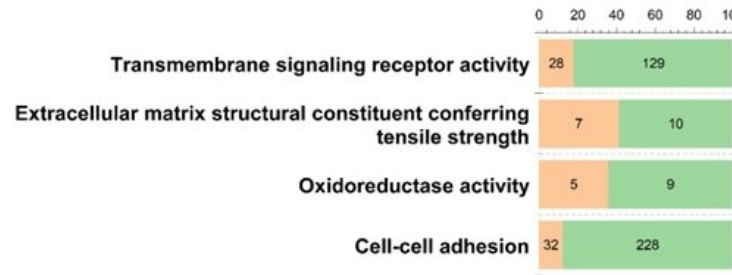 0 20 40 60 80 10
Transmembrane signaling receptor activity 28 129
Extracellular matrix structural constituent conferring
tensile strength 7 10
Oxidoreductase activity 5 9
Cell-cell adhesion 32 228